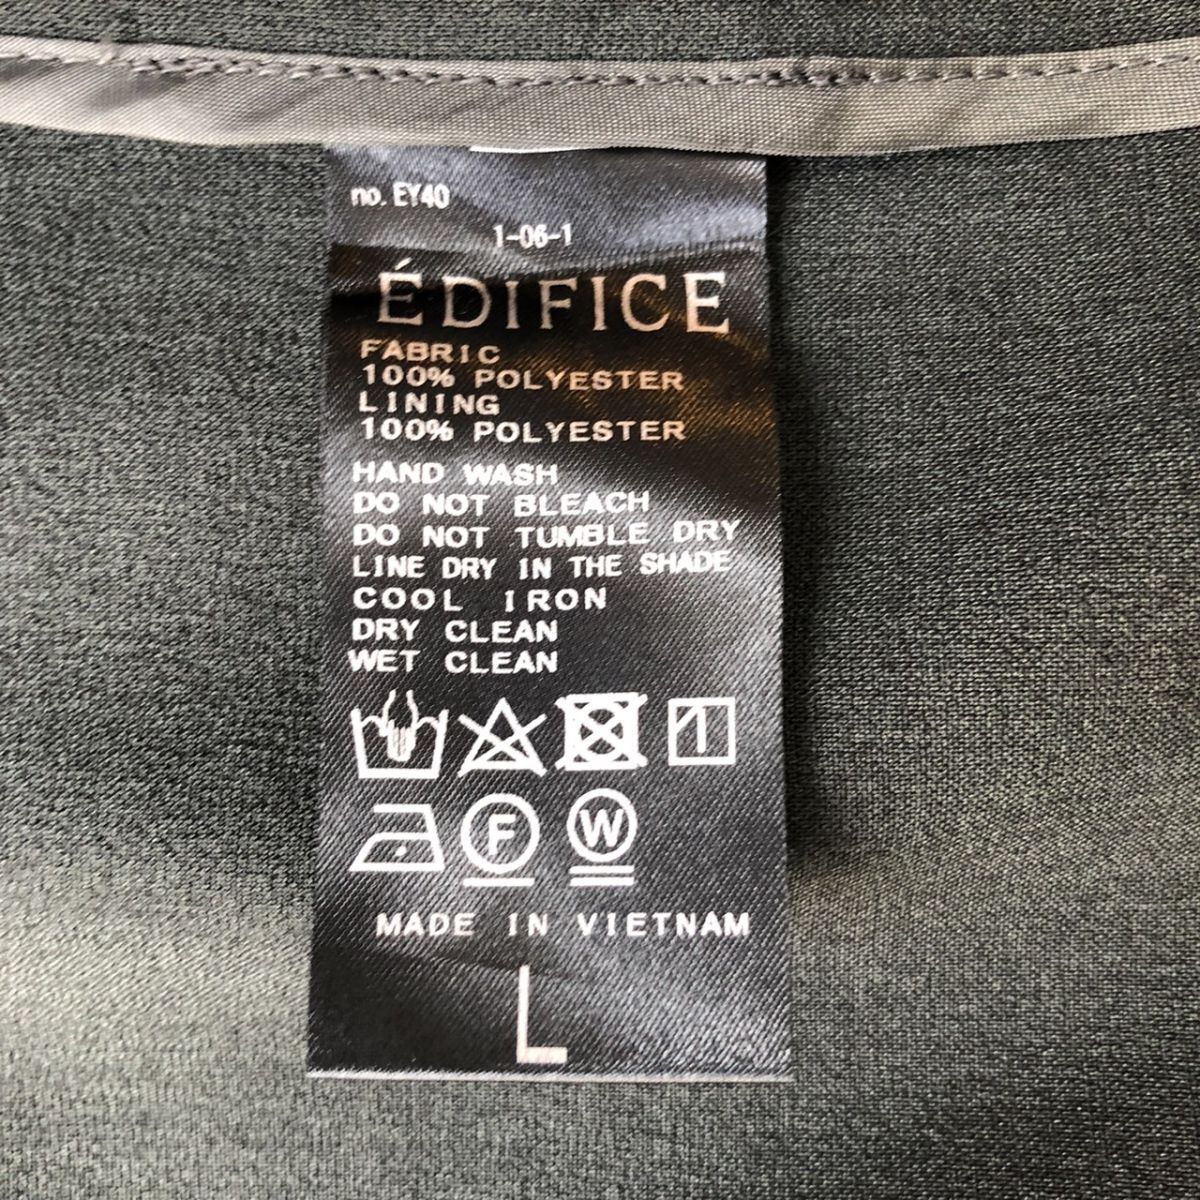 no. EY40
1-06-1
ÉDIFICE
FABRIC
100% POLYESTER
LINING
100% POLYESTER
HAND WASH
DO NOT BLEACH
DO NOT TUMBLE DRY
LINE DRY IN THE SHADE
COOL IRON
DRY CLEAN
WET CLEAN
F W
MADE IN VIETNAM
L